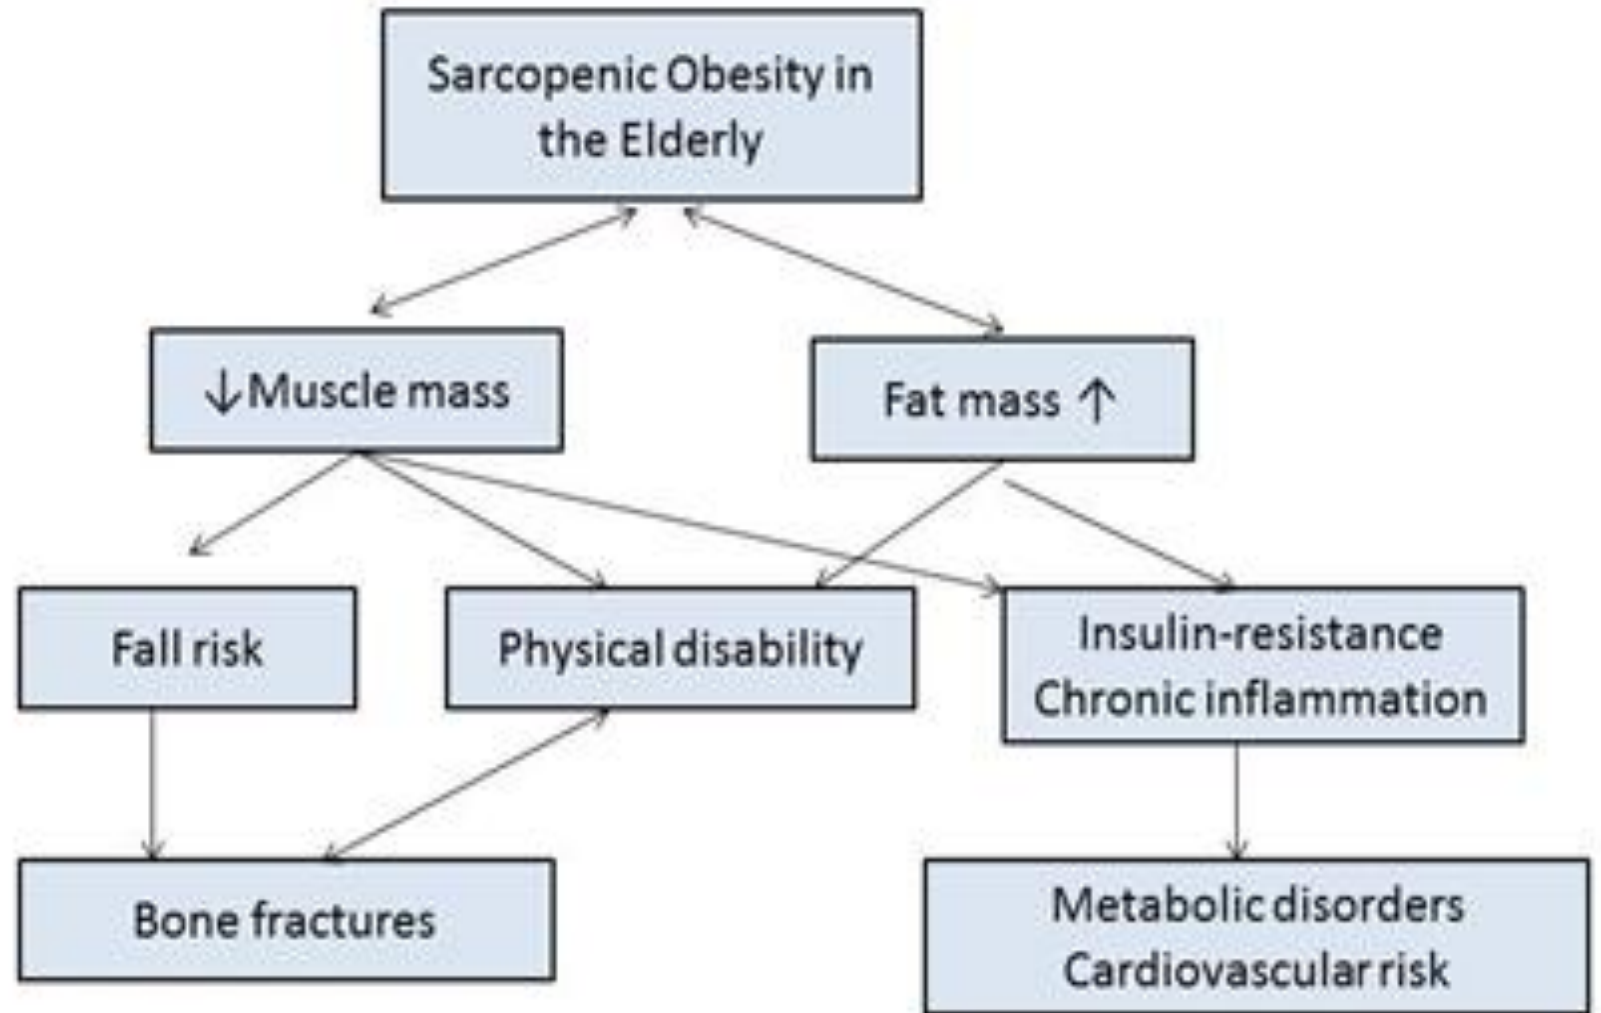 Sarcopenic Obesity in
the Elderly
↓Muscle mass
Fat mass ↑
Fall risk
Physical disability
Insulin-resistance
Chronic inflammation
Bone fractures
Metabolic disorders
Cardiovascular risk